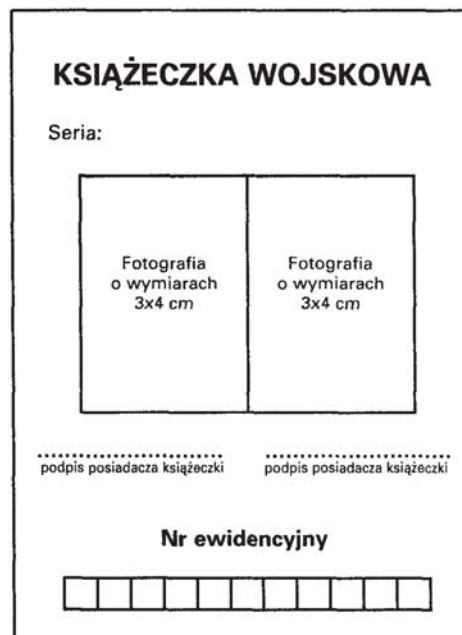 KSIĄŻECZKA WOJSKOWA
Seria:
Fotografia
o wymiarach
3x4 cm
Fotografia
o wymiarach
3x4 cm
podpis posiadacza książeczki
podpis posiadacza książeczki
Nr ewidencyjny